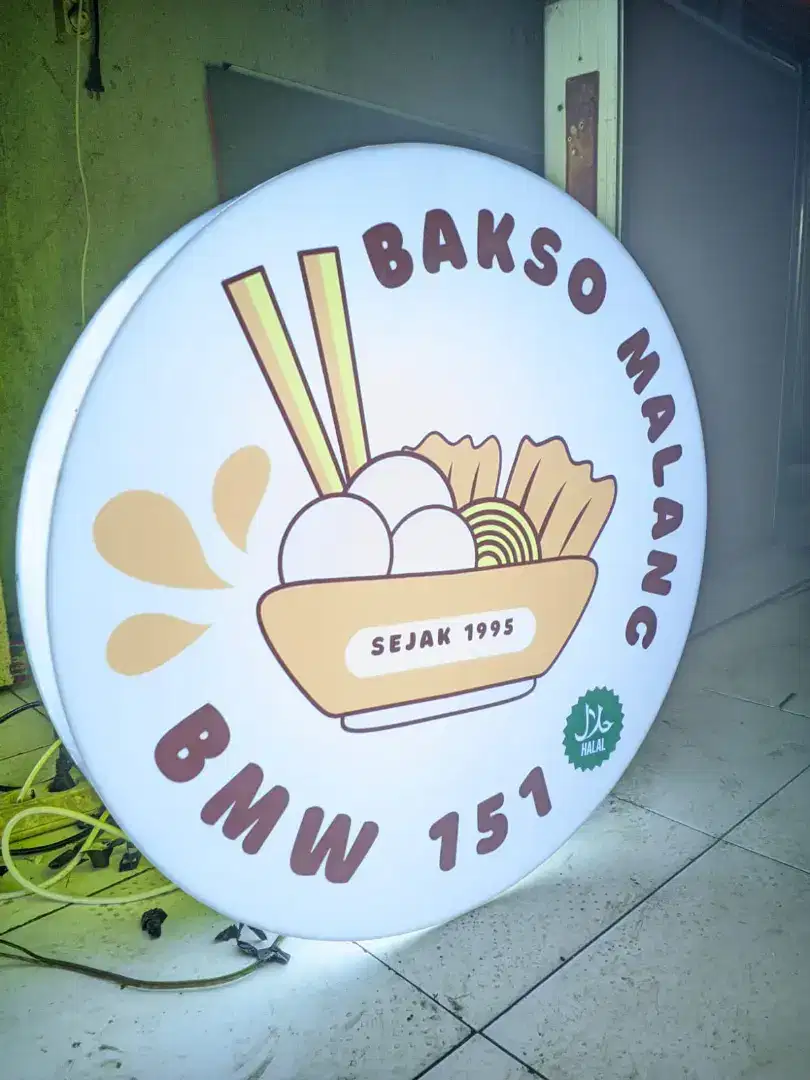 BAKSO MALANG
SEJAK 1995
حلال
HALAL
BMW 151